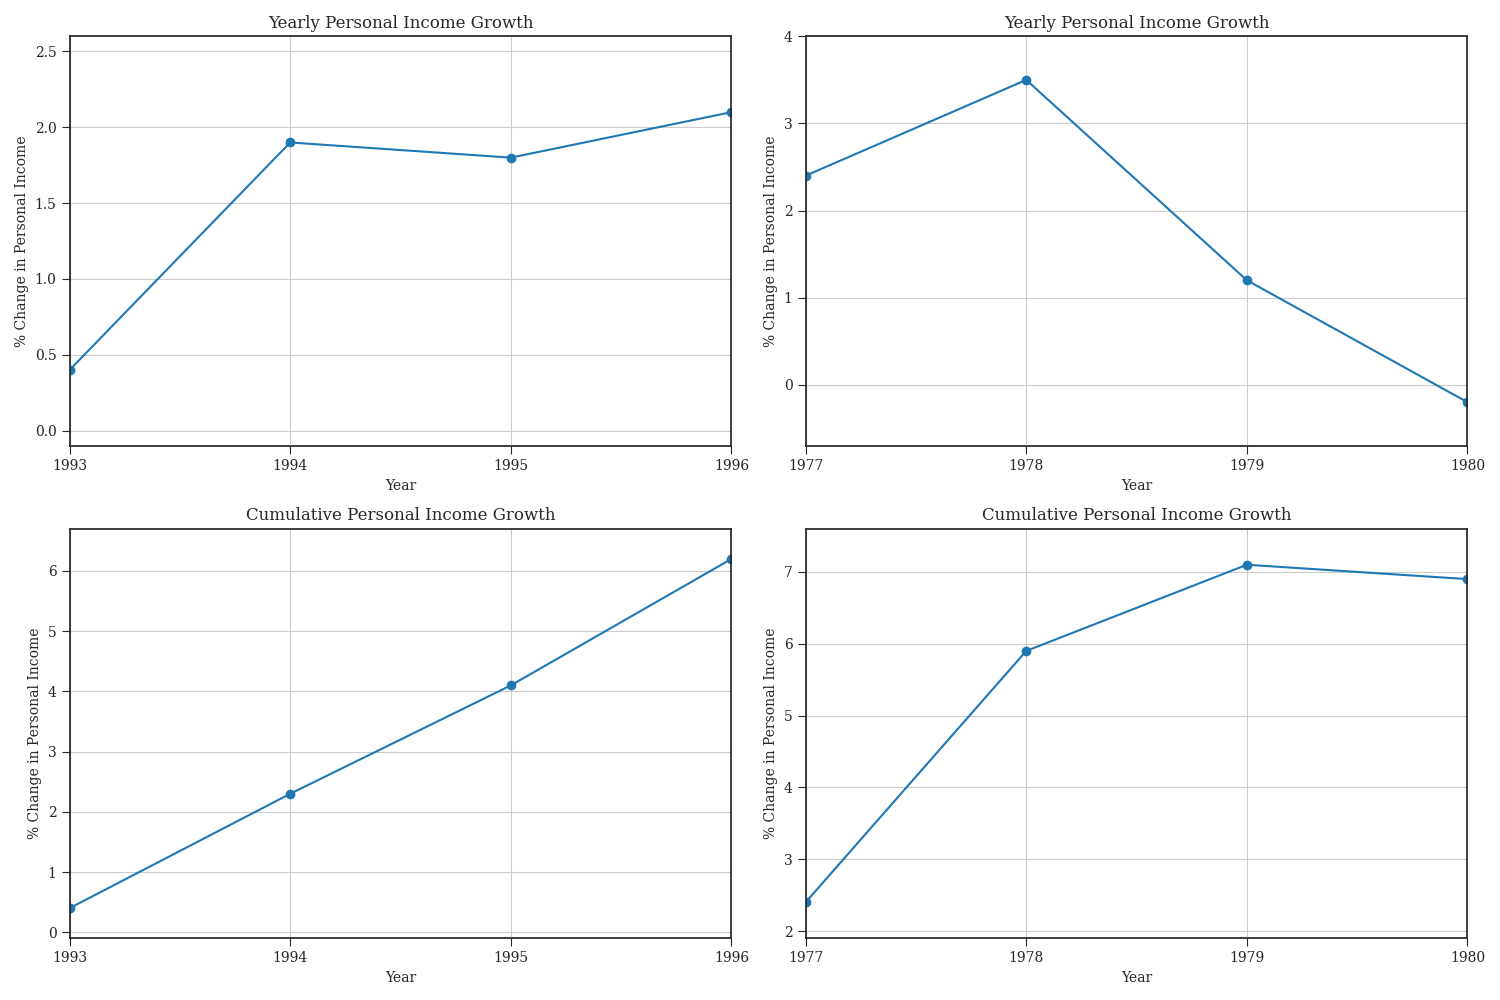 Yearly Personal Income Growth
% Change in Personal Income
2.5
2.0
1.5
1.0
0.5
0.0
1993 1994 1995 1996
Year
Yearly Personal Income Growth
% Change in Personal Income
4
3
2
1
0
1977 1978 1979 1980
Year
Cumulative Personal Income Growth
% Change in Personal Income
6
5
4
3
2
1
0
1993 1994 1995 1996
Year
Cumulative Personal Income Growth
% Change in Personal Income
7
6
5
4
3
2
1977 1978 1979 1980
Year